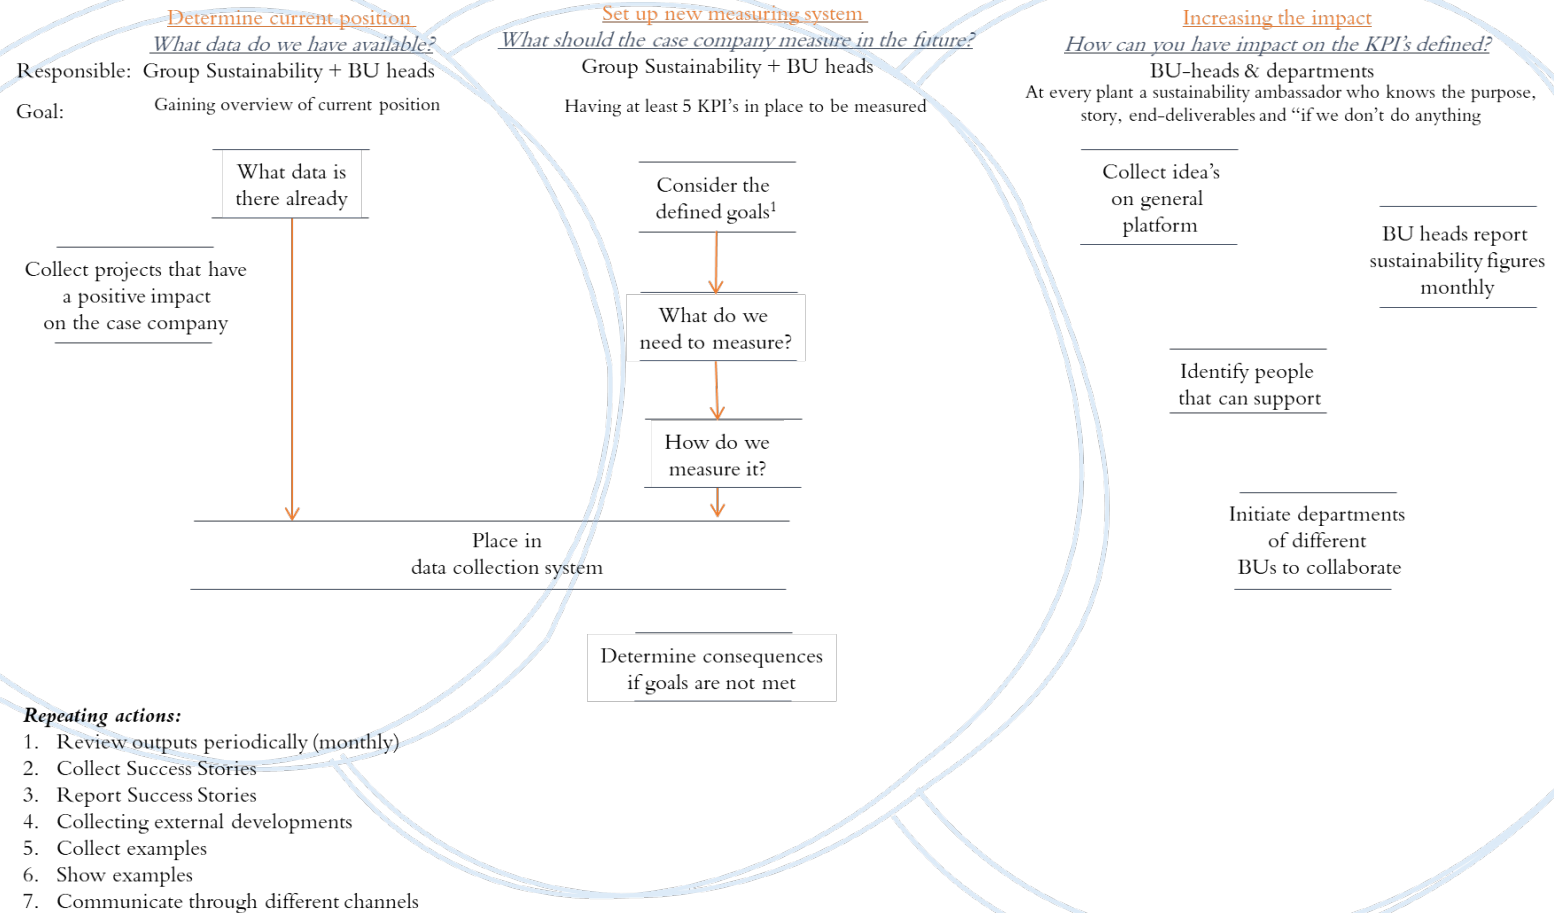 Determine current position
What data do we have available?
Responsible: Group Sustainability + BU heads
Goal: Gaining overview of current position
What data is
there already
Collect projects that have
a positive impact
on the case company
Set up new measuring system
What should the case company measure in the future?
Group Sustainability + BU heads
Having at least 5 KPI's in place to be measured
Consider the
defined goals¹
What do we
need to measure?
How do we
measure it?
Place in
data collection system
Determine consequences
if goals are not met
Increasing the impact
How can you have impact on the KPI's defined?
BU-heads & departments
At every plant a sustainability ambassador who knows the purpose,
story, end-deliverables and “if we don't do anything
Collect idea's
on general
platform
BU heads report
sustainability figures
monthly
Identify people
that can support
Initiate departments
of different
BUs to collaborate
Repeating actions:
1. Review outputs periodically (monthly)
2. Collect Success Stories
3. Report Success Stories
4. Collecting external developments
5. Collect examples
6. Show examples
7. Communicate through different channels